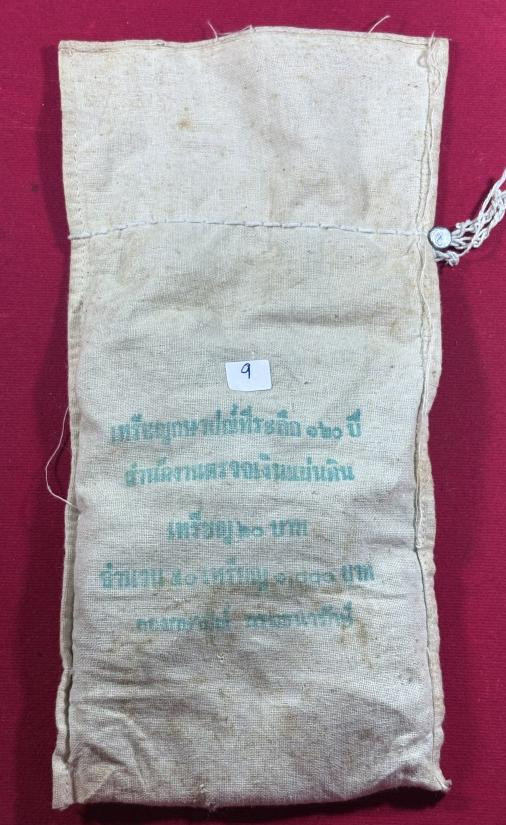 9
เหรียญกษาปณ์ที่ระลึก ๑๒๐ ปี
สำนักงานตรวจเงินแผ่นดิน
เหรียญ ๒๐ บาท
จำนวน ๕๐ เหรียญ ๑,๐๐๐ บาท
กองกษาปณ์ กรมธนารักษ์